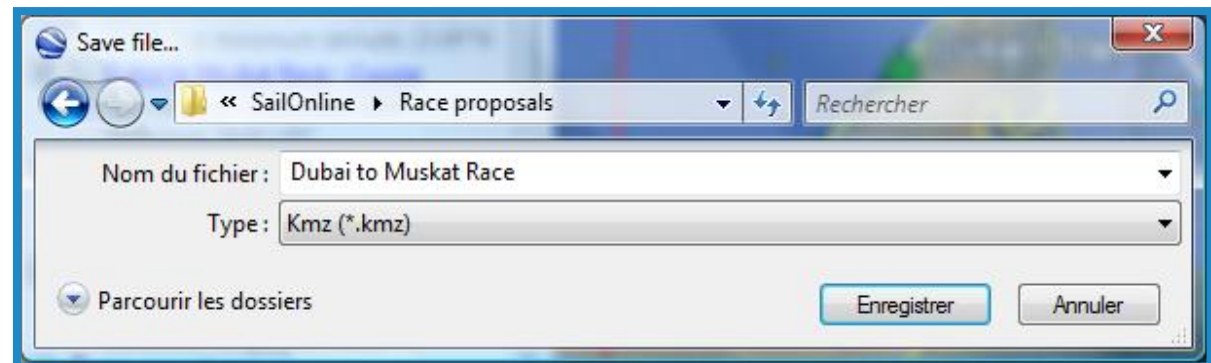 Save file...
« SailOnline ▸ Race proposals
Rechercher
Nom du fichier : Dubai to Muskat Race
Type : Kmz (*.kmz)
Parcourir les dossiers
Enregistrer
Annuler